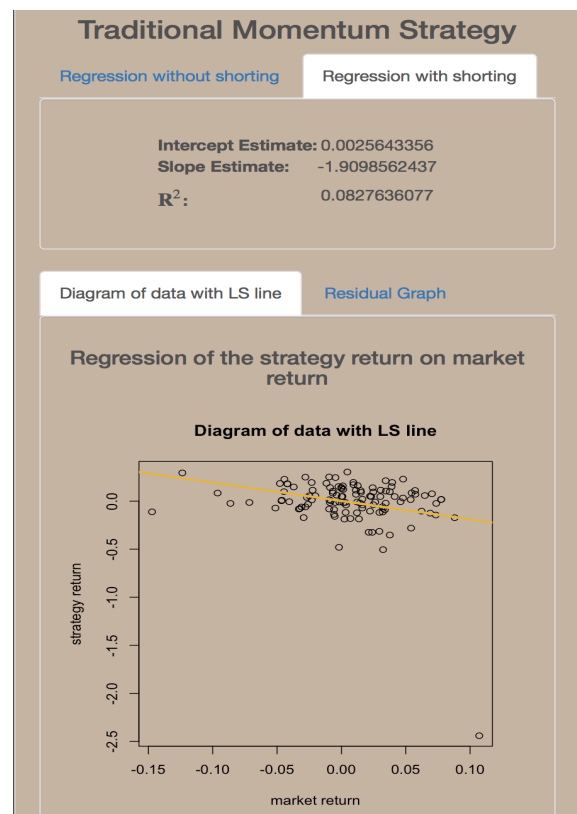 Traditional Momentum Strategy
Regression without shorting
Regression with shorting
Intercept Estimate: 0.0025643356
Slope Estimate: -1.9098562437
R²: 0.0827636077
Diagram of data with LS line
Residual Graph
Regression of the strategy return on market
return
Diagram of data with LS line
strategy return
0.0
-0.5
-1.0
-1.5
-2.0
-2.5
-0.15 -0.10 -0.05 0.00 0.05 0.10
market return